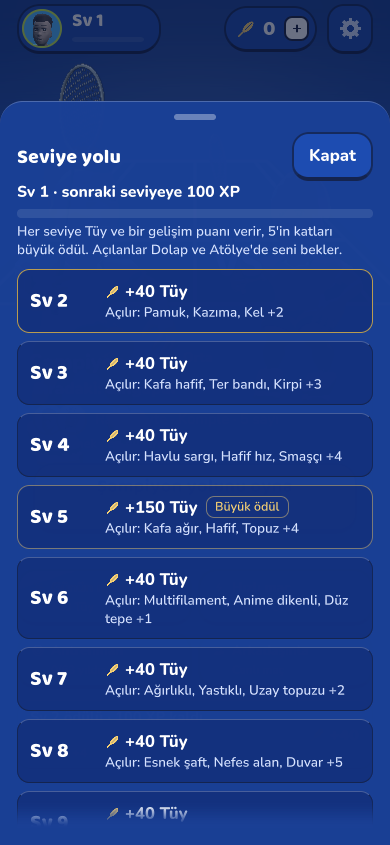 Sv 1
0
+
Seviye yolu
Kapat
Sv 1 · sonraki seviyeye 100 XP
Her seviye Tüy ve bir gelişim puanı verir, 5'in katları
büyük ödül. Açılanlar Dolap ve Atölye'de seni bekler.
Sv 2
+40 Tüy
Açılır: Pamuk, Kazıma, Kel +2
Sv 3
+40 Tüy
Açılır: Kafa hafif, Ter bandı, Kirpi +3
Sv 4
+40 Tüy
Açılır: Havlu sargı, Hafif hız, Smaşçı +4
Sv 5
+150 Tüy Büyük ödül
Açılır: Kafa ağır, Hafif, Topuz +4
Sv 6
+40 Tüy
Açılır: Multifilament, Anime dikenli, Düz
tepe +1
Sv 7
+40 Tüy
Açılır: Ağırlıklı, Yastıklı, Uzay topuzu +2
Sv 8
+40 Tüy
Açılır: Esnek şaft, Nefes alan, Duvar +5
Sv 9
+40 Tüy